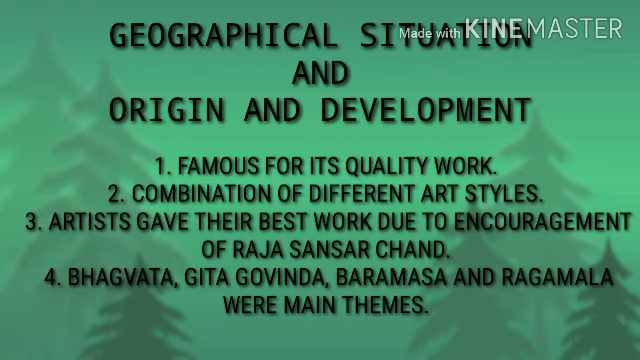 GEOGRAPHICAL SITUATION
Made with KINEMASTER
AND
ORIGIN AND DEVELOPMENT
1. FAMOUS FOR ITS QUALITY WORK.
2. COMBINATION OF DIFFERENT ART STYLES.
3. ARTISTS GAVE THEIR BEST WORK DUE TO ENCOURAGEMENT
OF RAJA SANSAR CHAND.
4. BHAGVATA, GITA GOVINDA, BARAMASA AND RAGAMALA
WERE MAIN THEMES.